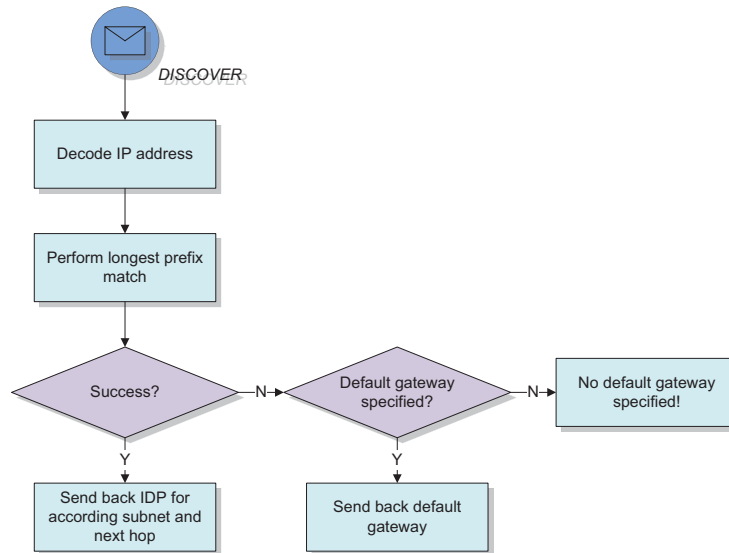 DISCOVER
Decode IP address
Perform longest prefix
match
Success?
N
Default gateway
specified?
N
No default gateway
specified!
Y
Y
Send back IDP for
according subnet and
next hop
Send back default
gateway